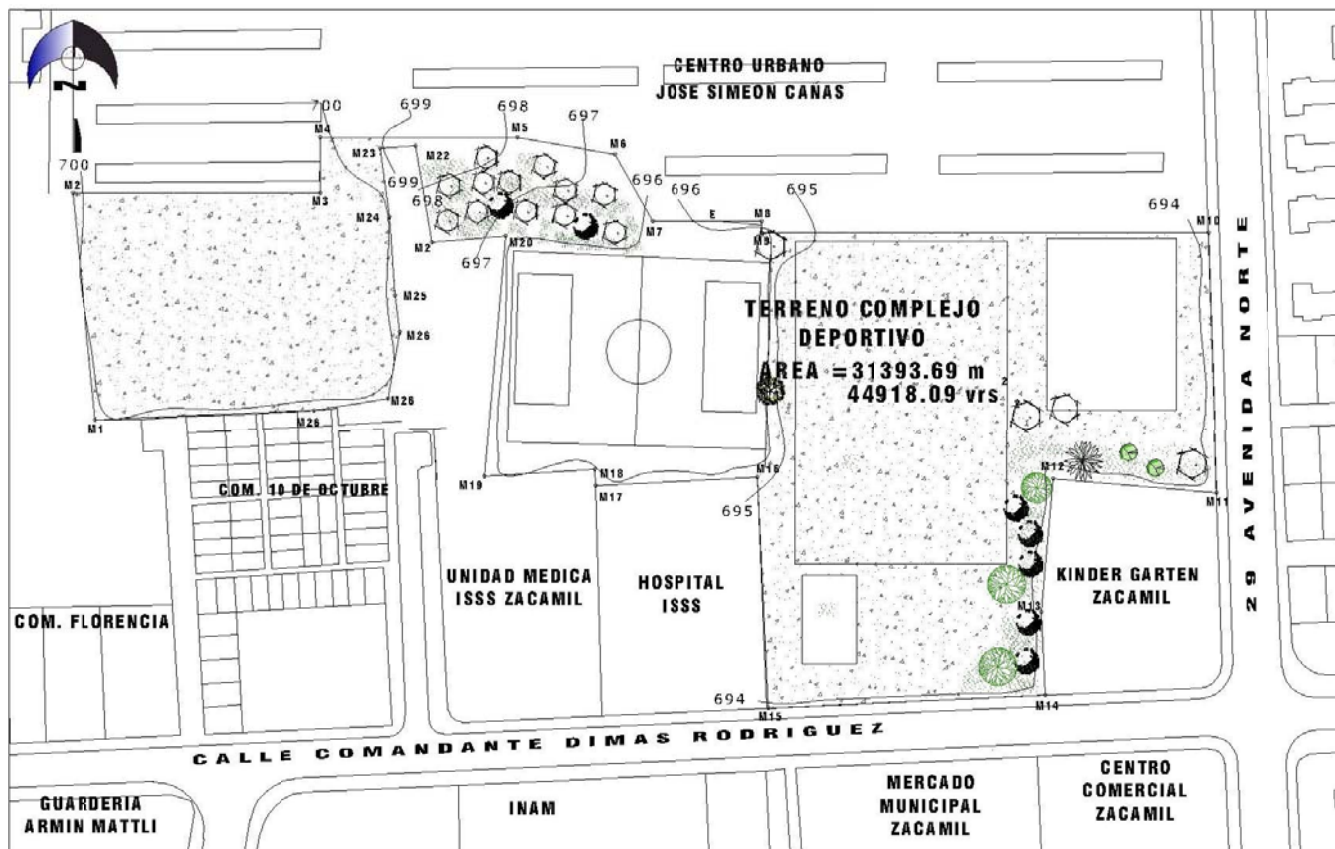 N
CENTRO URBANO
JOSE SIMEON CAÑAS
700
699
698
697
M4
M5
M6
M23
M22
700
M2
699
698
696
696
695
694
M3
M24
M2
M20
697
M7
E
M8
M9
M10
M25
M26
TERRENO COMPLEJO
DEPORTIVO
AREA =31393.69 m
2
44918.09 vrs
2
M1
M26
M26
M19
M18
M17
M16
695
M12
M11
COM. 10 DE OCTUBRE
UNIDAD MEDICA
ISSS ZACAMIL
HOSPITAL
ISSS
KINDER GARTEN
ZACAMIL
M13
COM. FLORENCIA
694
M15
M14
29 AVENIDA NORTE
CALLE COMANDANTE DIMAS RODRIGUEZ
GUARDERIA
ARMIN MATTLI
INAM
MERCADO
MUNICIPAL
ZACAMIL
CENTRO
COMERCIAL
ZACAMIL